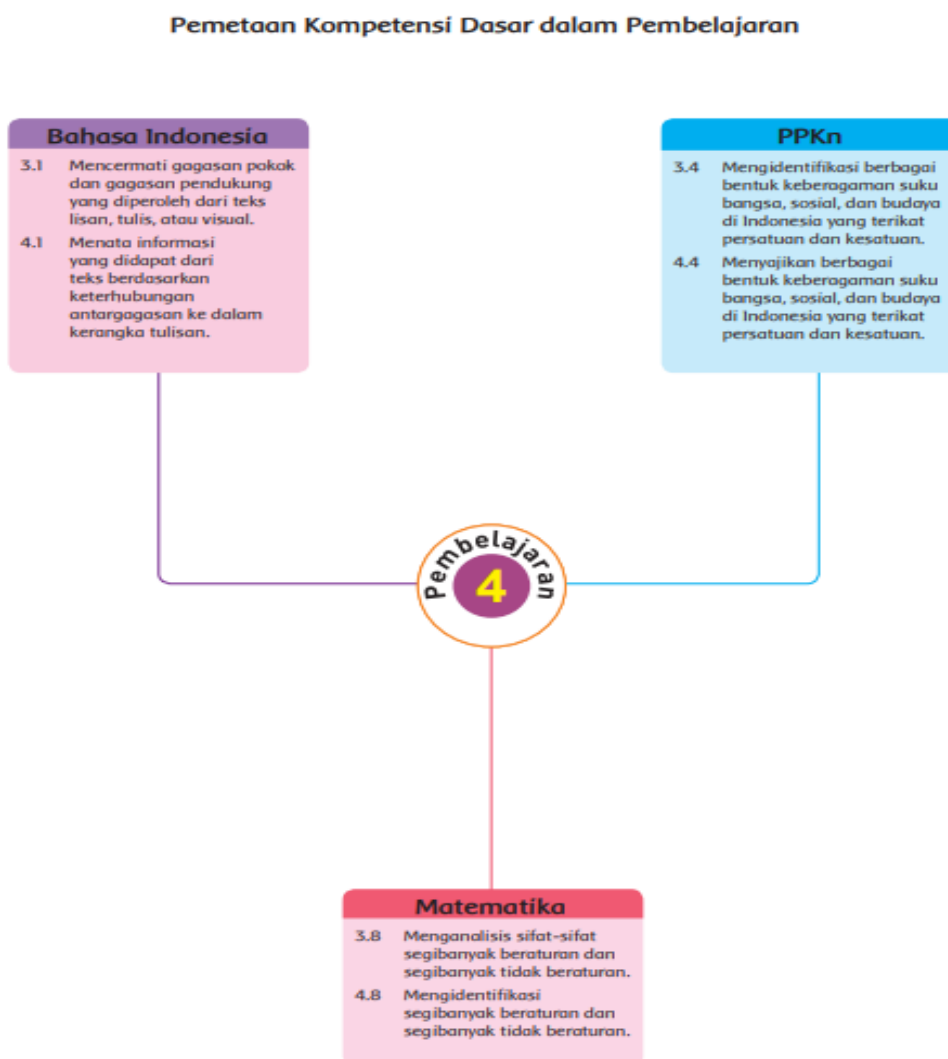 Pemetaan Kompetensi Dasar dalam Pembelajaran
Bahasa Indonesia
3.1 Mencermati gagasan pokok
dan gagasan pendukung
yang diperoleh dari teks
lisan, tulis, atau visual.
4.1 Menata informasi
yang didapat dari
teks berdasarkan
keterhubungan
antargagasan ke dalam
kerangka tulisan.
PPKn
3.4 Mengidentifikasi berbagai
bentuk keberagaman suku
bangsa, sosial, dan budaya
di Indonesia yang terikat
persatuan dan kesatuan.
4.4 Menyajikan berbagai
bentuk keberagaman suku
bangsa, sosial, dan budaya
di Indonesia yang terikat
persatuan dan kesatuan.
Pembelajaran
4
Matematika
3.8 Menganalisis sifat-sifat
segibanyak beraturan dan
segibanyak tidak beraturan.
4.8 Mengidentifikasi
segibanyak beraturan dan
segibanyak tidak beraturan.